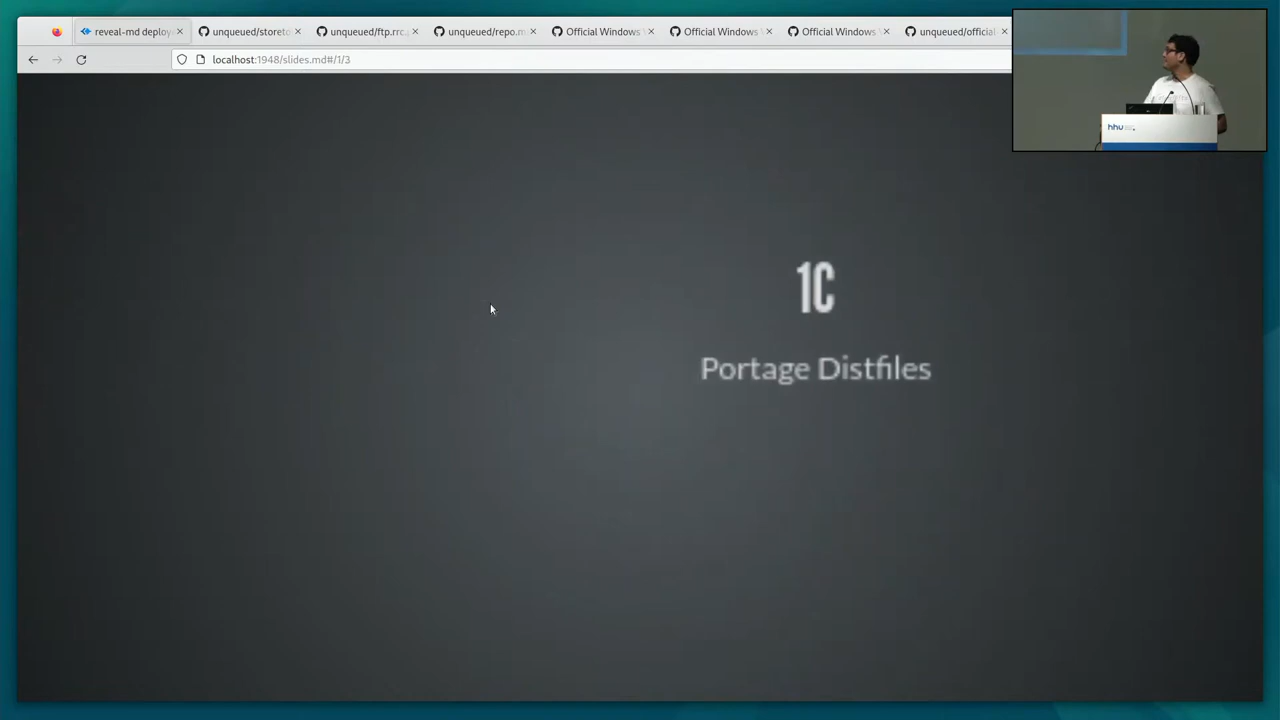 reveal-md deploy
unqueued/storeto
unqueued/ftp.rrc.
unqueued/repo.m
Official Windows
Official Windows
Official Windows
unqueued/official
localhost:1948/slides.md#/1/3
hhu
1C
Portage Distfiles